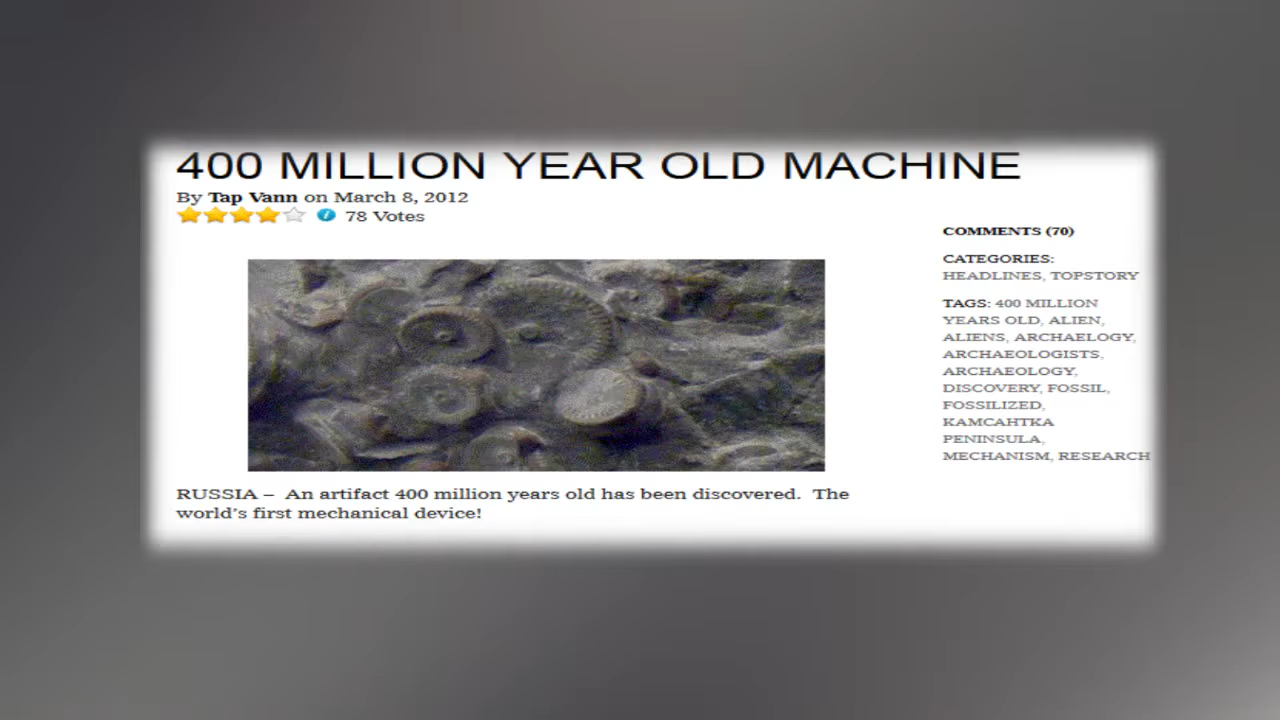 400 MILLION YEAR OLD MACHINE
By Tap Vann on March 8, 2012
78 Votes
COMMENTS (70)
CATEGORIES:
HEADLINES, TOPSTORY
TAGS: 400 MILLION
YEARS OLD, ALIEN,
ALIENS, ARCHAELOGY,
ARCHAEOLOGISTS,
ARCHAEOLOGY,
DISCOVERY, FOSSIL,
FOSSILIZED,
KAMCAHTKA
PENINSULA,
MECHANISM, RESEARCH
RUSSIA – An artifact 400 million years old has been discovered. The
world's first mechanical device!